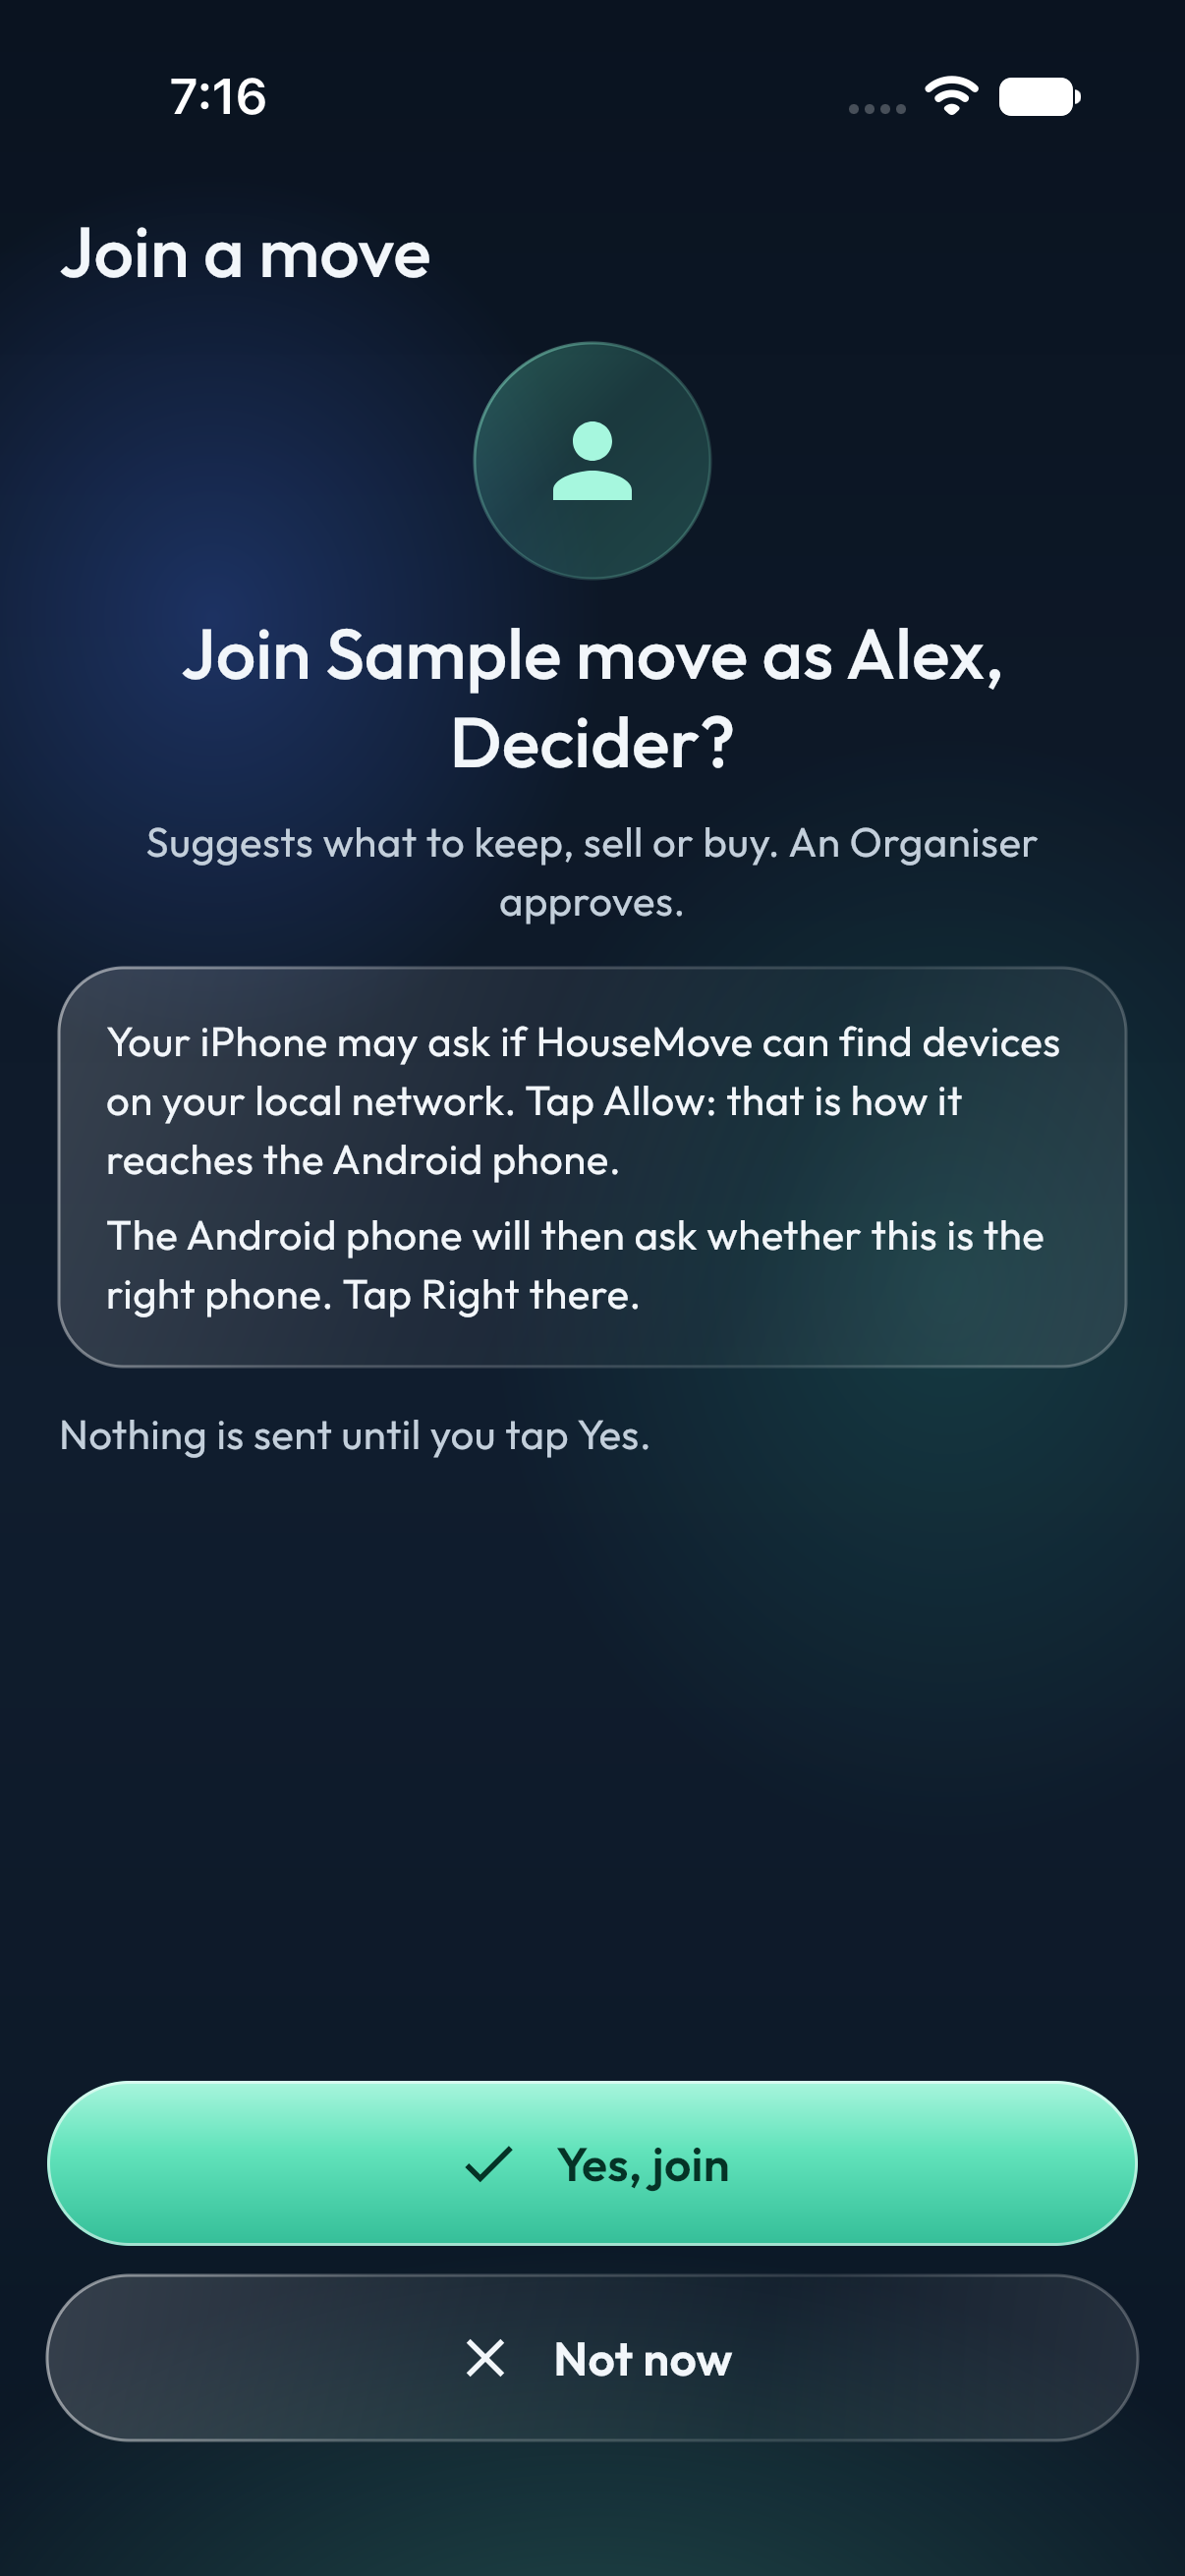 7:16
Join a move
Join Sample move as Alex,
Decider?
Suggests what to keep, sell or buy. An Organiser
approves.
Your iPhone may ask if HouseMove can find devices
on your local network. Tap Allow: that is how it
reaches the Android phone.
The Android phone will then ask whether this is the
right phone. Tap Right there.
Nothing is sent until you tap Yes.
Yes, join
Not now